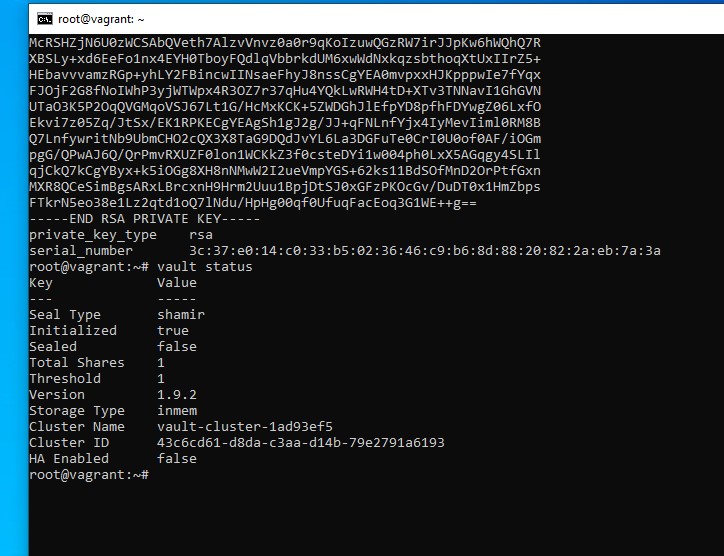 root@vagrant: ~
McRSHZjN6U0zWCSAbQVeth7AlzvVnvz0a0r9qKoIzuwQGzRW7irJJpKw6hWQhQ7R
XBSLy+xd6EeFo1nx4EYH0TboyFQdlqVbbrkdUM6xwWdNxkqzsbthoqXtUxIIrZ5+
HEbavvvamzRGp+yhLY2FBincwIINsaeFhyJ8nssCgYEA0mvpxxHJKpppwIe7fYqx
FJOjF2G8fNoIWhP3yjWTWpx4R3OZ7r37qHu4YQkLwRWH4tD+XTv3TNNavI1GhGVN
UTaO3K5P2OqQVGMqoVSJ67Lt1G/HcMxKCK+5ZWDGhJlEfpYD8pfhFDYwgZ06LxfO
Ekvi7z05Zq/JtSx/EK1RPKECgYEAgSh1gJ2g/JJ+qFNLnfYjx4IyMevIiml0RM8B
Q7LnfywritNb9UbmCHO2cQX3X8TaG9DQdJvYL6La3DGFuTe0CrI0U0of0AF/iOGm
pgG/QPwAJ6Q/QrPmvRXUZF0lon1WCKkZ3f0csteDYi1w004ph0LxX5AGqgy4SLIl
qjCkQ7kCgYByx+k5iOGg8XH8nNMwW2I2ueVmpYGS+62ks11BdSOfMnD2OrPtfGxn
MXR8QCeSimBgsARxLBrcxnH9Hrm2Uuu1BpjDtSJ0xGFzPKOcGv/DuDT0x1HmZbps
FTkrN5eo38e1Lz2qtd1oQ7lNdu/HpHg00qf0UfuqFacEoq3G1WE++g==
-----END RSA PRIVATE KEY-----
private_key_type    rsa
serial_number       3c:37:e0:14:c0:33:b5:02:36:46:c9:b6:8d:88:20:82:2a:eb:7a:3a
root@vagrant:~# vault status
Key             Value
---             -----
Seal Type       shamir
Initialized     true
Sealed          false
Total Shares    1
Threshold       1
Version         1.9.2
Storage Type    inmem
Cluster Name    vault-cluster-1ad93ef5
Cluster ID      43c6cd61-d8da-c3aa-d14b-79e2791a6193
HA Enabled      false
root@vagrant:~#